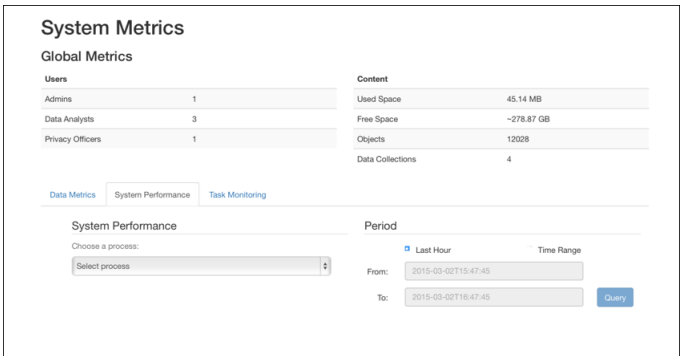 System Metrics
Global Metrics
Users
Admins 1
Data Analysts 3
Privacy Officers 1
Content
Used Space 45.14 MB
Free Space ~278.87 GB
Objects 12028
Data Collections 4
Data Metrics System Performance Task Monitoring
System Performance
Choose a process:
Select process
Period
Last Hour Time Range
From: 2015-03-02T15:47:45
To: 2015-03-02T16:47:45 Query